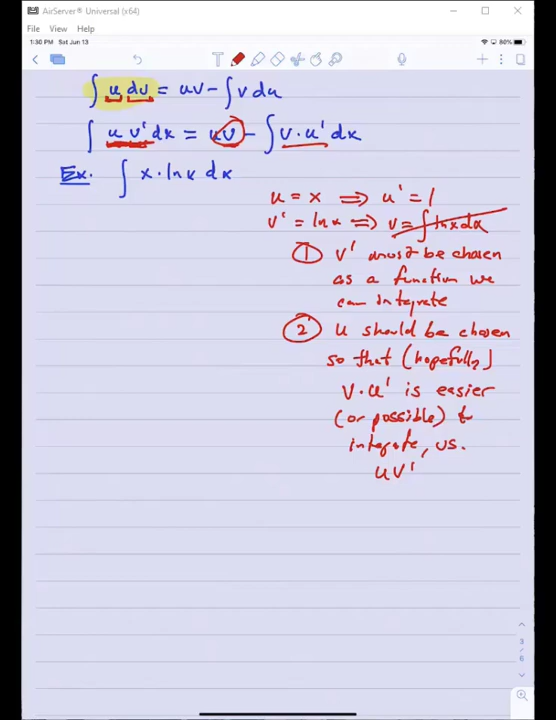 AirServer® Universal (x64)
File View Help
1:30 PM Sat Jun 13
80%
∫ u dv = uv - ∫ v du
∫ u v' dx = uv - ∫ v · u' dx
Ex. ∫ x · ln x dx
u = x ⟹ u' = 1
v' = ln x ⟹ v = ∫ ln x dx
① v' must be chosen
as a function we
can integrate
② u should be chosen
so that (hopefully)
v · u' is easier
(or possible) to
integrate, vs.
uv'
3
/
6